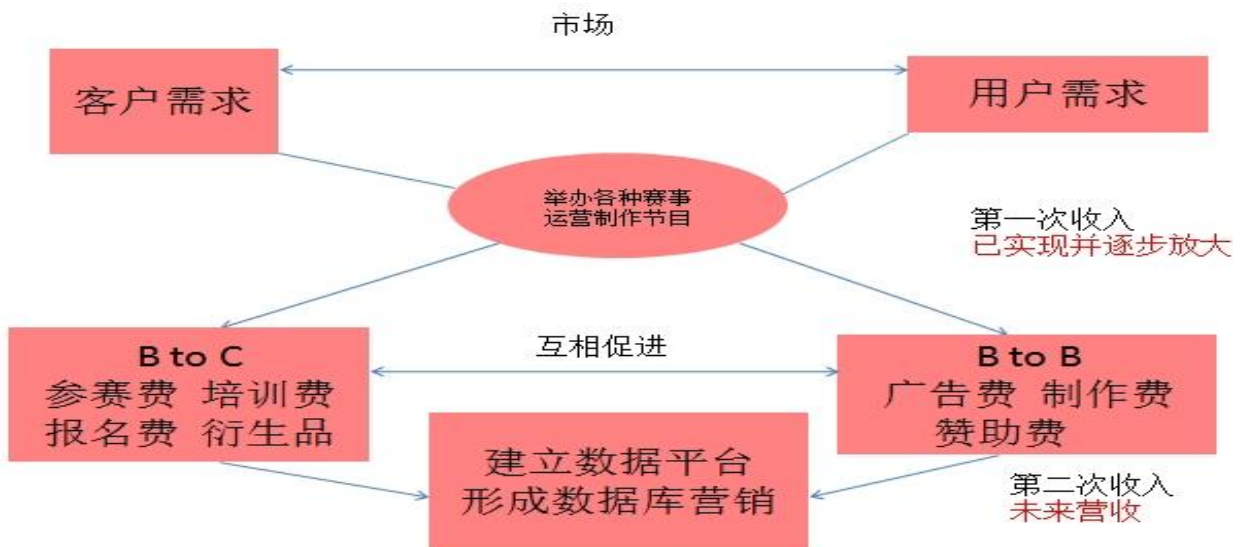 市场
客户需求
用户需求
举办各种赛事
运营制作节目
第一次收入
已实现并逐步放大
B to C
参赛费 培训费
报名费 衍生品
互相促进
B to B
广告费 制作费
赞助费
建立数据平台
形成数据库营销
第二次收入
未来营收